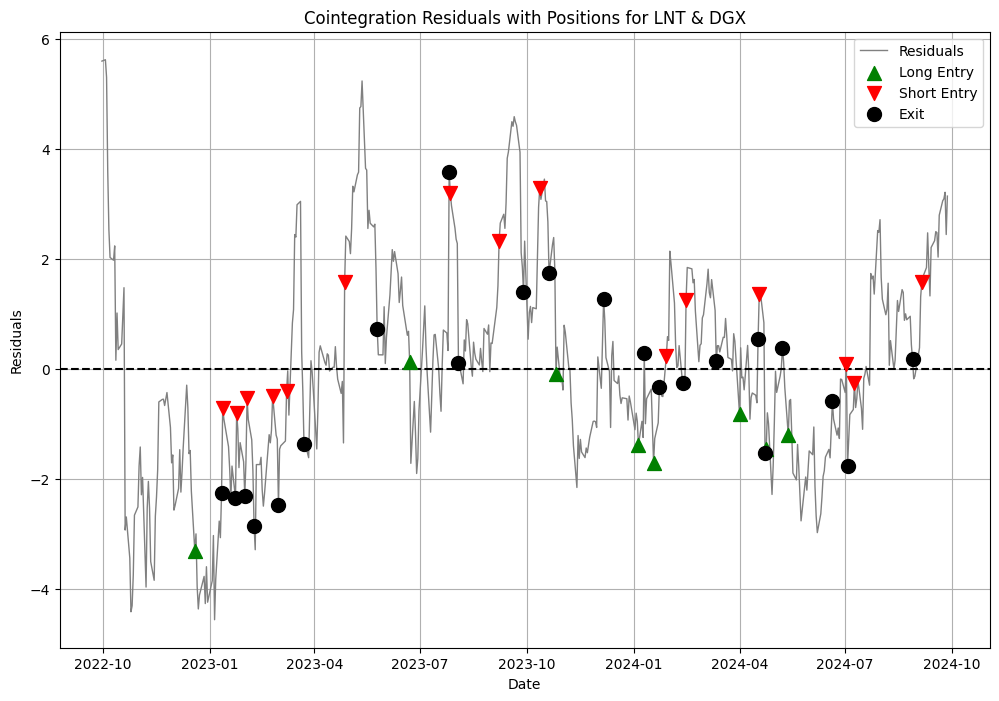 Cointegration Residuals with Positions for LNT & DGX
Residuals
Long Entry
Short Entry
Exit
6
4
2
0
−2
−4
Residuals
2022-10
2023-01
2023-04
2023-07
2023-10
2024-01
2024-04
2024-07
2024-10
Date